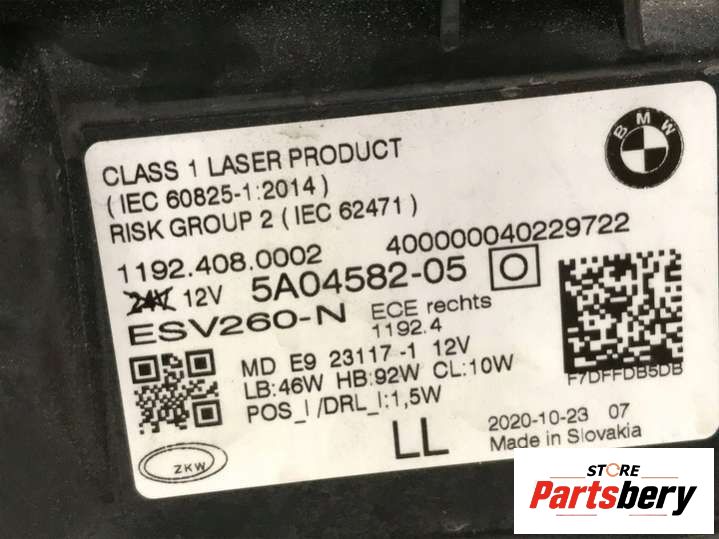 BMW
CLASS 1 LASER PRODUCT
( IEC 60825-1:2014 )
RISK GROUP 2 ( IEC 62471 )
1192.408.0002 400000040229722
24V 12V 5A04582-05 O
ESV260-N ECE rechts
1192.4
MD E9 23117 -1 12V
LB:46W HB:92W CL:10W
POS_I /DRL_I:1,5W
F7DFFDB5DB
ZKW
LL
2020-10-23 07
Made in Slovakia
STORE
Partsbery